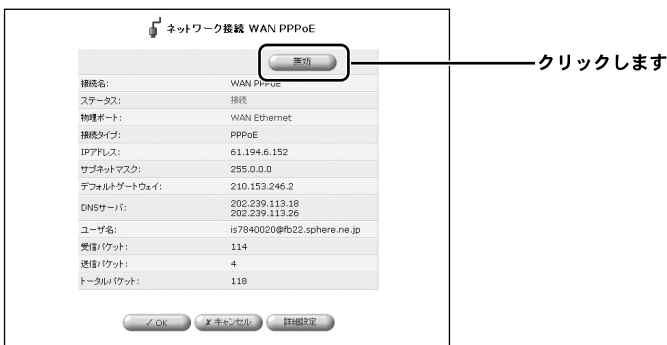 ネットワーク接続 WAN PPPoE
無効
クリックします
接続名: WAN PPPoE
ステータス: 接続
物理ポート: WAN Ethernet
接続タイプ: PPPoE
IPアドレス: 61.194.6.152
サブネットマスク: 255.0.0.0
デフォルトゲートウェイ: 210.153.246.2
DNSサーバ: 202.239.113.18
202.239.113.26
ユーザ名: is7840020@fb22.sphere.ne.jp
受信パケット: 114
送信パケット: 4
トータルパケット: 118
✓ OK ✗ キャンセル 詳細設定